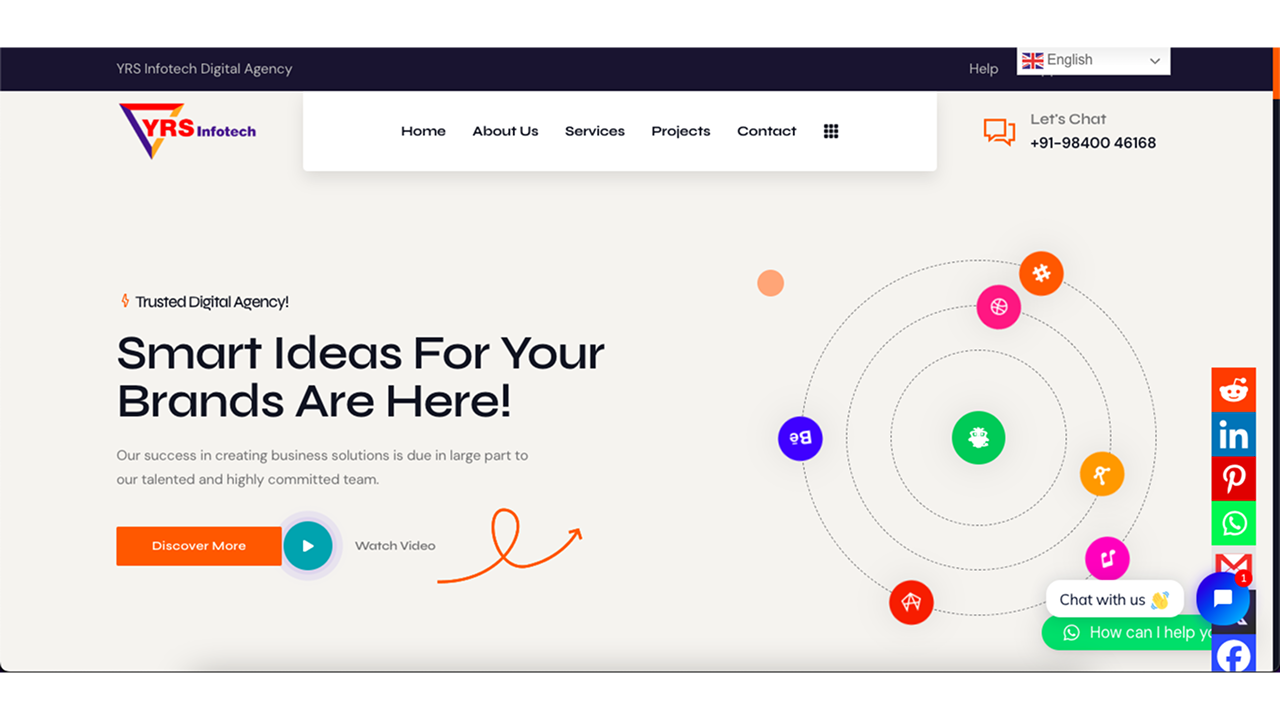 YRS Infotech Digital Agency
Help
English
YRS Infotech
Home About Us Services Projects Contact
Let's Chat
+91-98400 46168
Trusted Digital Agency!
Smart Ideas For Your
Brands Are Here!
Our success in creating business solutions is due in large part to
our talented and highly committed team.
Discover More
Watch Video
Bē
in
1
Chat with us 👋
How can I help